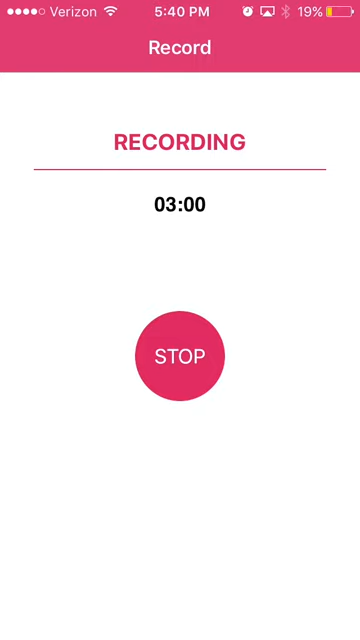 Verizon 5:40 PM 19%
Record
RECORDING
03:00
STOP